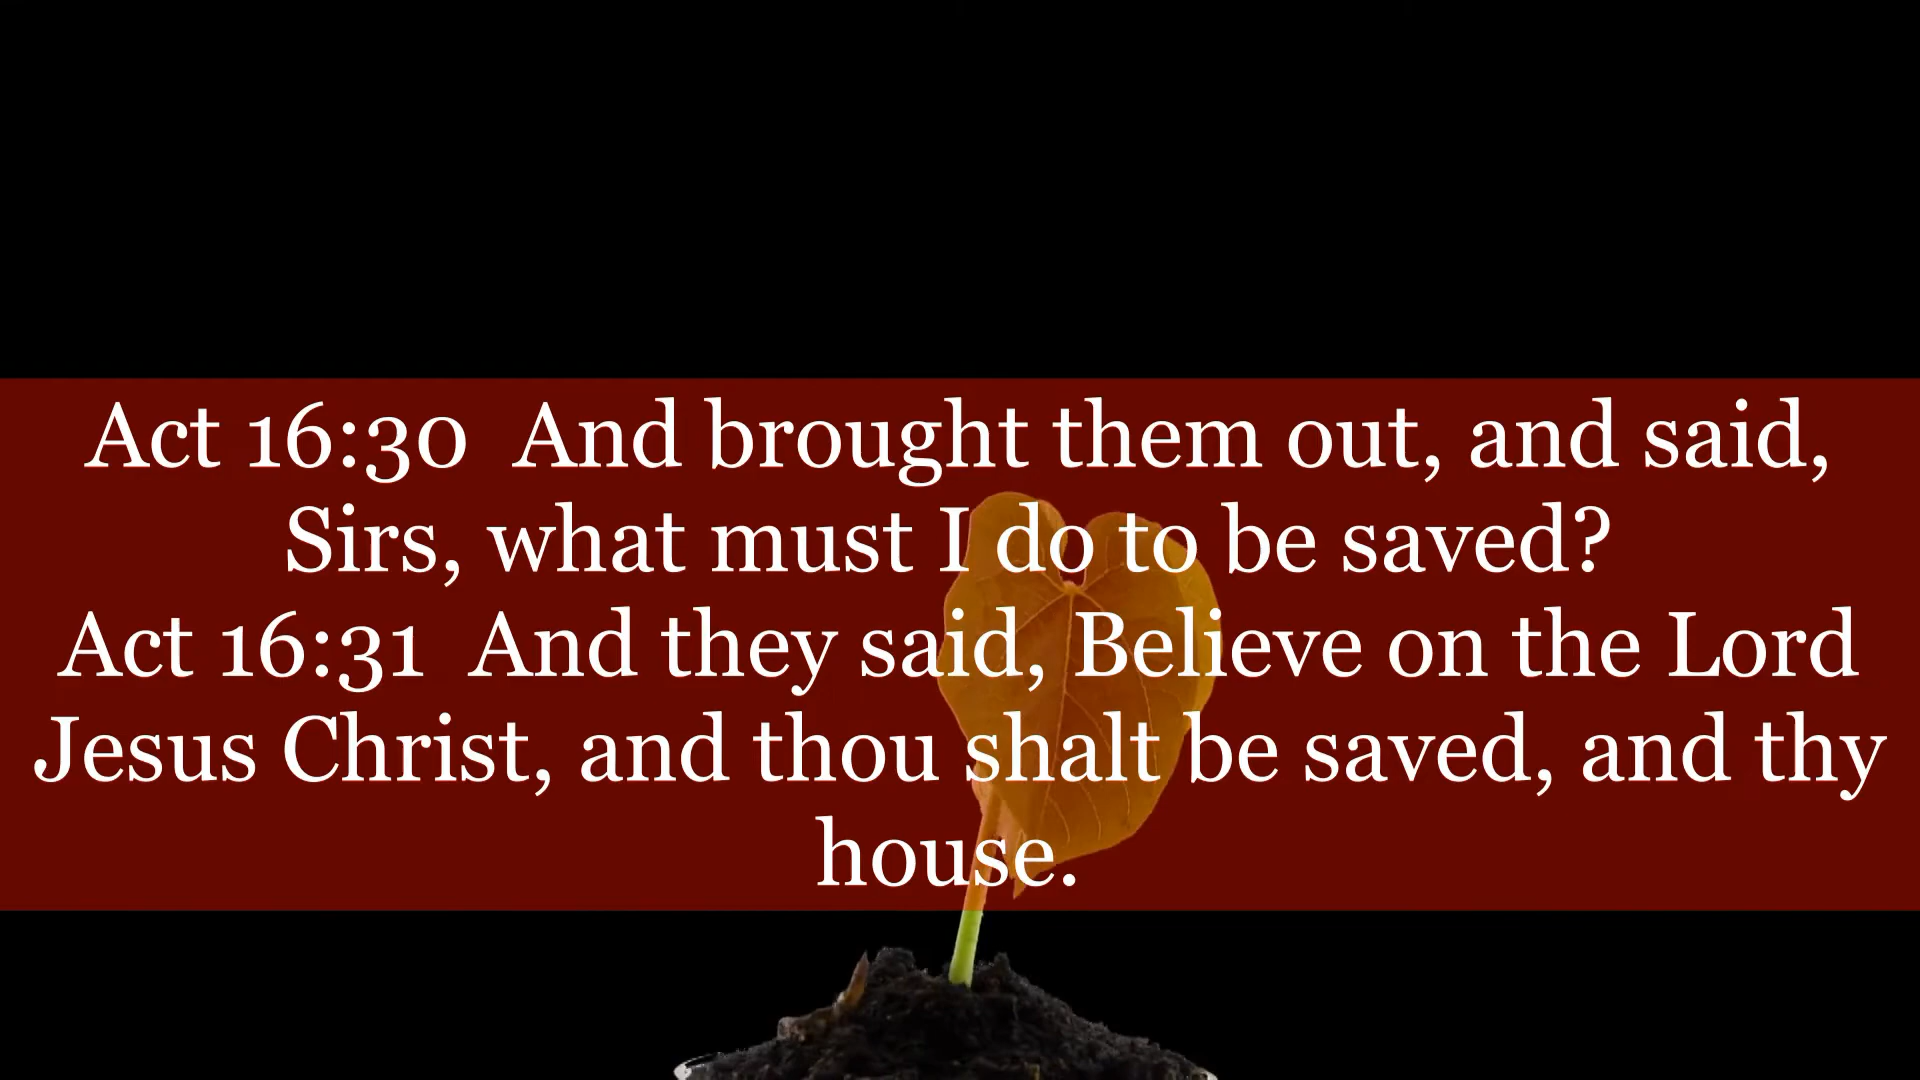 Act 16:30  And brought them out, and said,
Sirs, what must I do to be saved?
Act 16:31  And they said, Believe on the Lord
Jesus Christ, and thou shalt be saved, and thy
house.